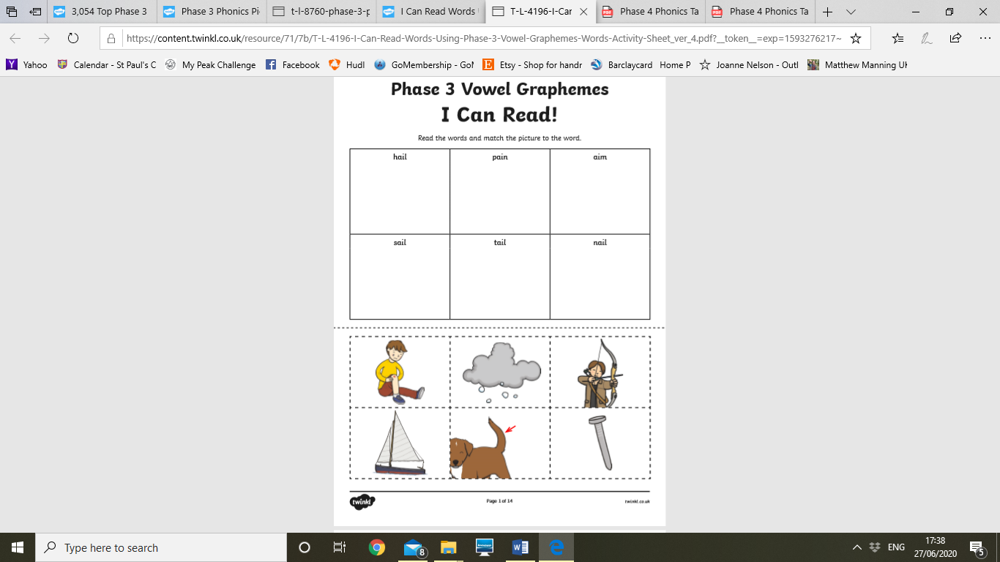 3,054 Top Phase 3
Phase 3 Phonics Pi
t-l-8760-phase-3-p
I Can Read Words
T-L-4196-I-Car
Phase 4 Phonics Ta
Phase 4 Phonics Ta
https://content.twinkl.co.uk/resource/71/7b/T-L-4196-I-Can-Read-Words-Using-Phase-3-Vowel-Graphemes-Words-Activity-Sheet_ver_4.pdf?__token__=exp=1593276217~
Yahoo
Calendar - St Paul's C
My Peak Challenge
Facebook
Hudl
GoMembership - Gol
Etsy - Shop for handr
Barclaycard Home P
Joanne Nelson - Outl
Matthew Manning Uk
Phase 3 Vowel Graphemes
I Can Read!
Read the words and match the picture to the word.
hail pain aim
sail tail nail
twinkl
Page 1 of 14
twinkl.co.uk
Type here to search
8
ENG
17:38
27/06/2020
5